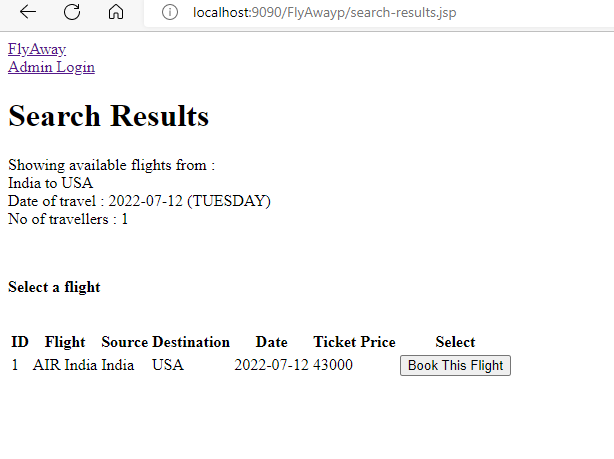 localhost:9090/FlyAwayp/search-results.jsp
FlyAway
Admin Login
Search Results
Showing available flights from :
India to USA
Date of travel : 2022-07-12 (TUESDAY)
No of travellers : 1
Select a flight
ID Flight Source Destination Date Ticket Price Select
1 AIR India India USA 2022-07-12 43000 Book This Flight